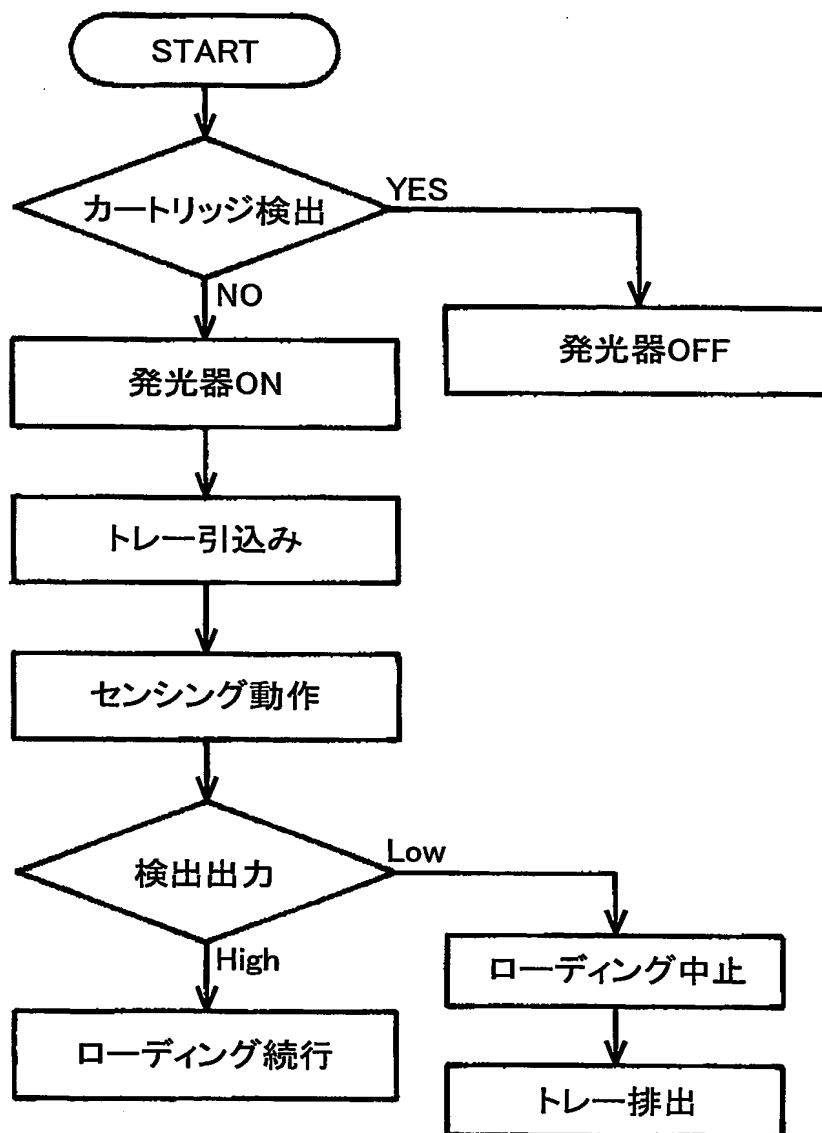 START
カートリッジ検出
YES
NO
発光器OFF
発光器ON
トレー引込み
センシング動作
検出出力
Low
High
ローディング中止
ローディング続行
トレー排出